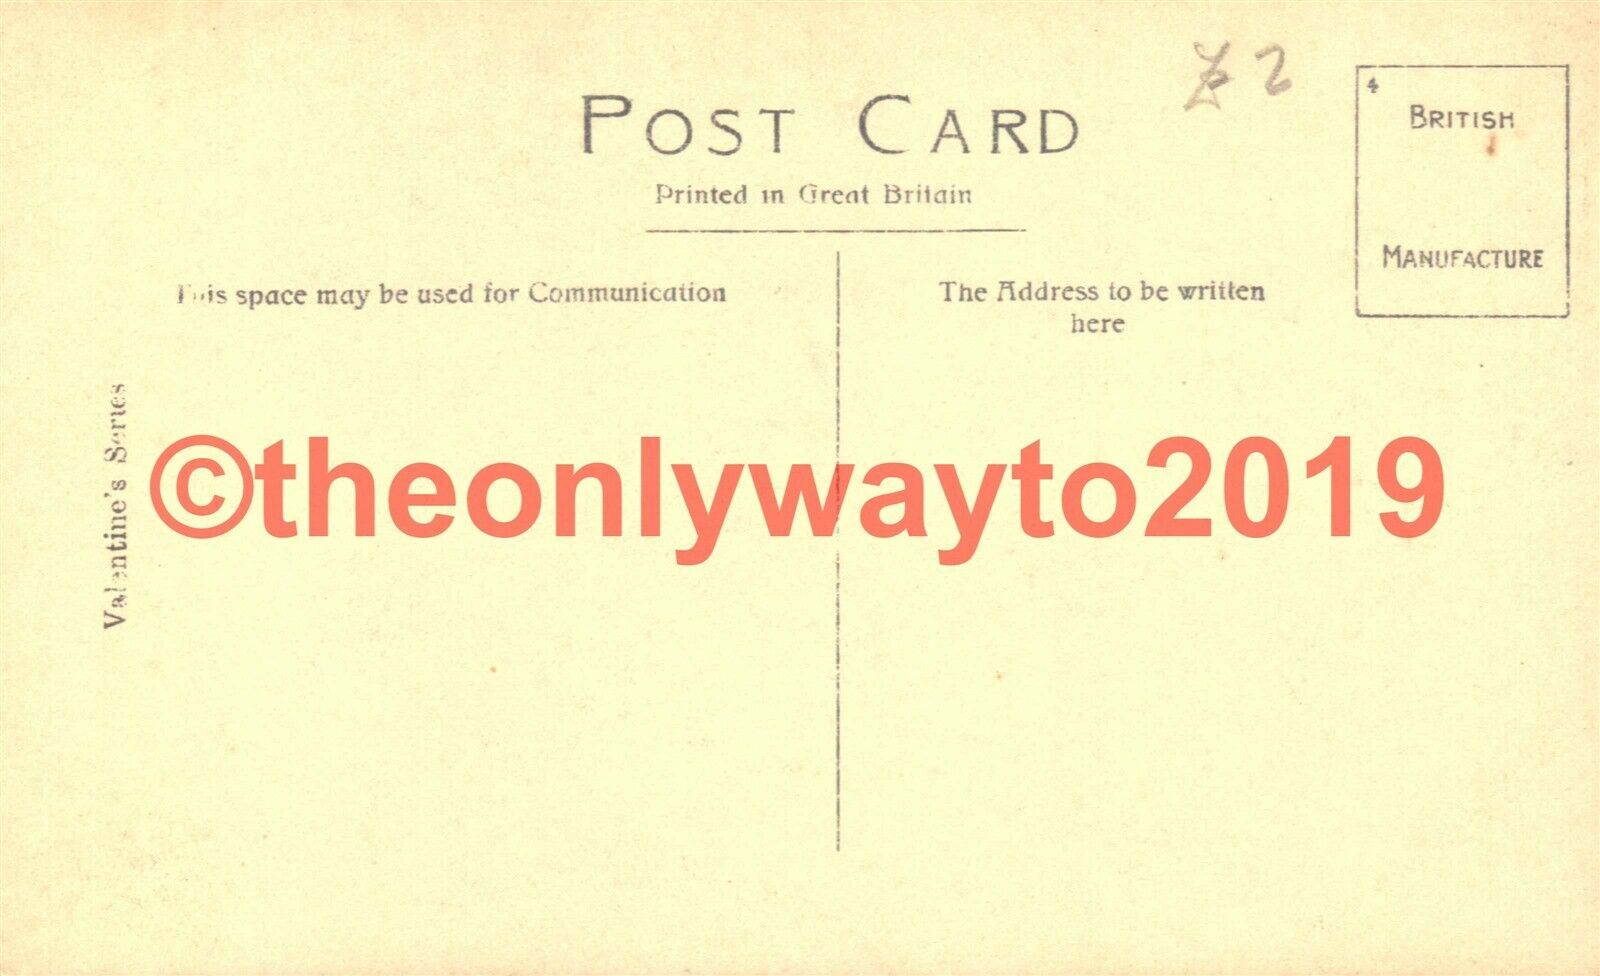 2
POST CARD
Printed in Great Britain
4
BRITISH
MANUFACTURE
This space may be used for Communication
The Address to be written
here
Valentine's Series
©theonlywayto2019